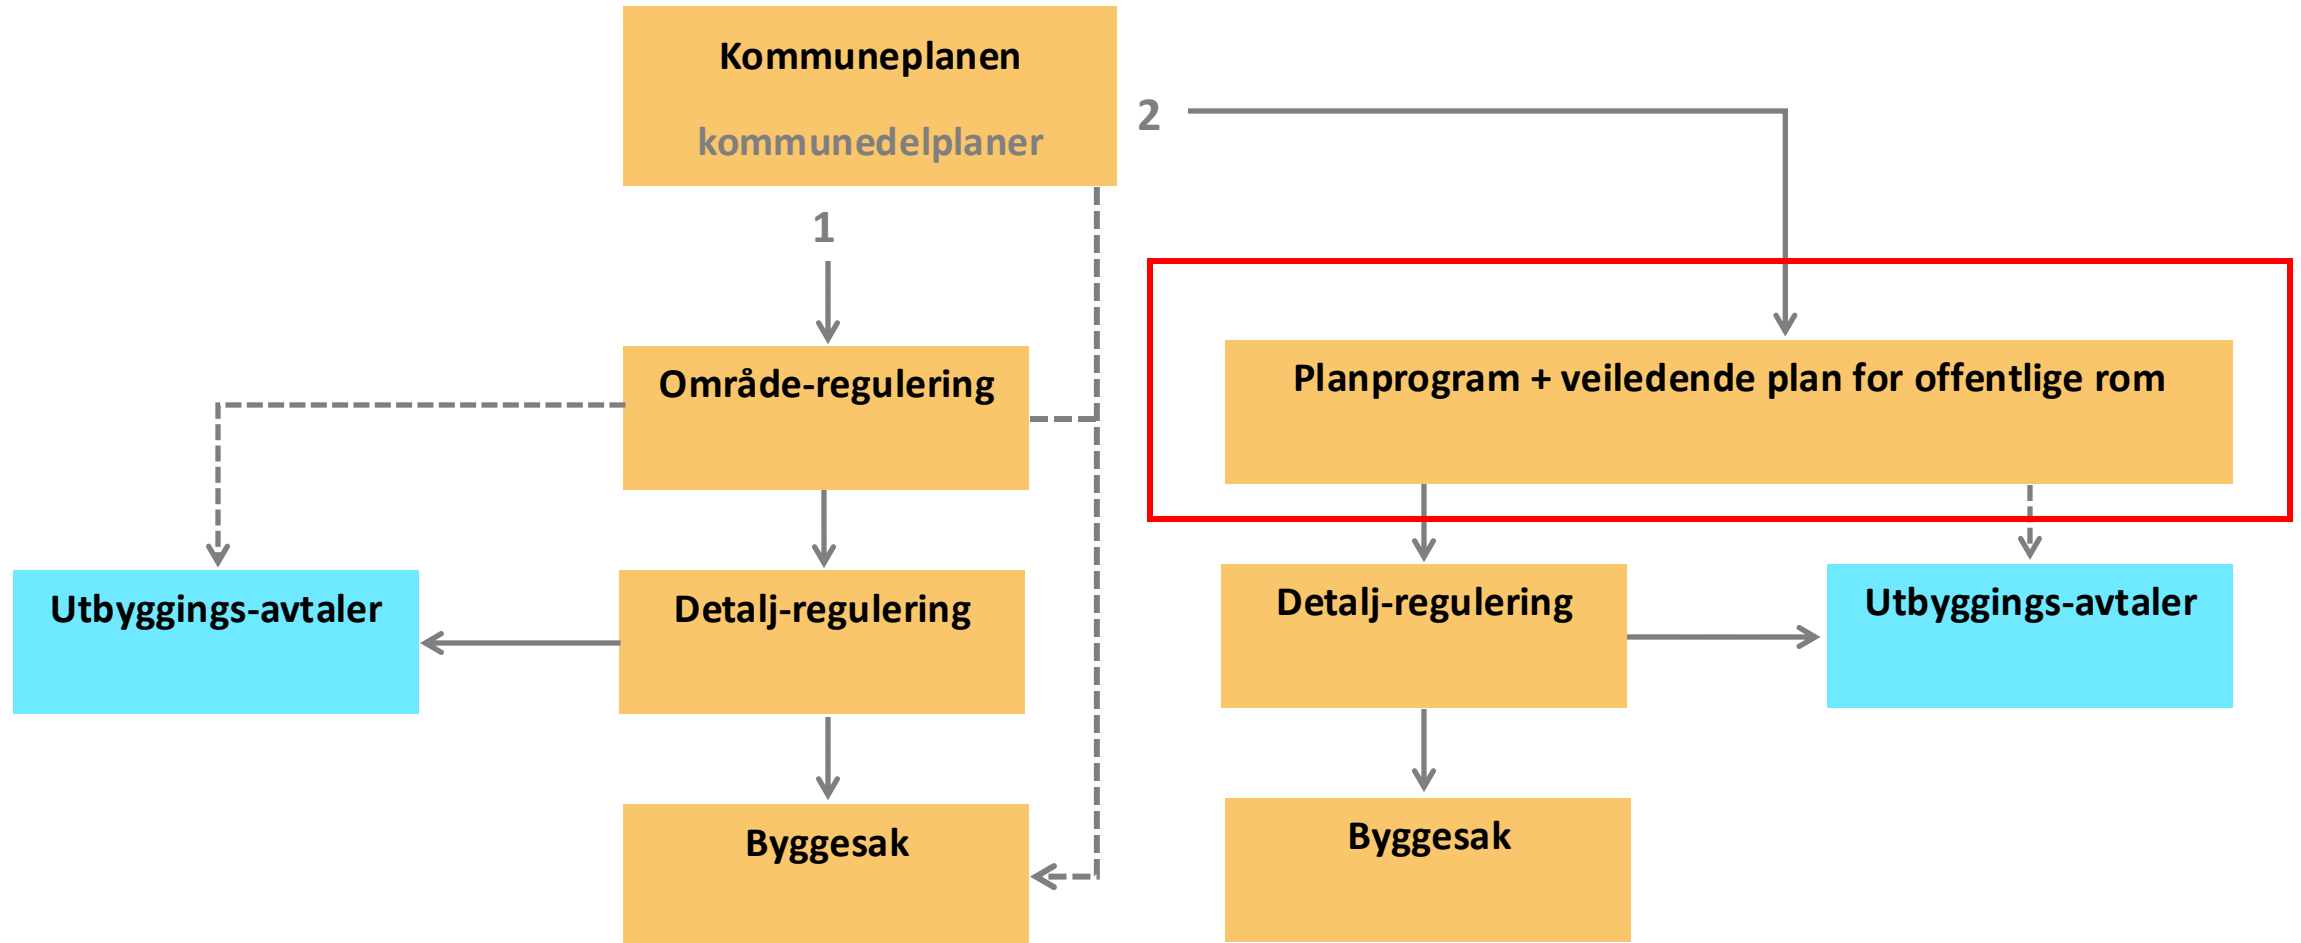 Kommuneplanen
kommunedelplaner
2
1
Område-regulering
Planprogram + veiledende plan for offentlige rom
Utbyggings-avtaler
Detalj-regulering
Detalj-regulering
Utbyggings-avtaler
Byggesak
Byggesak